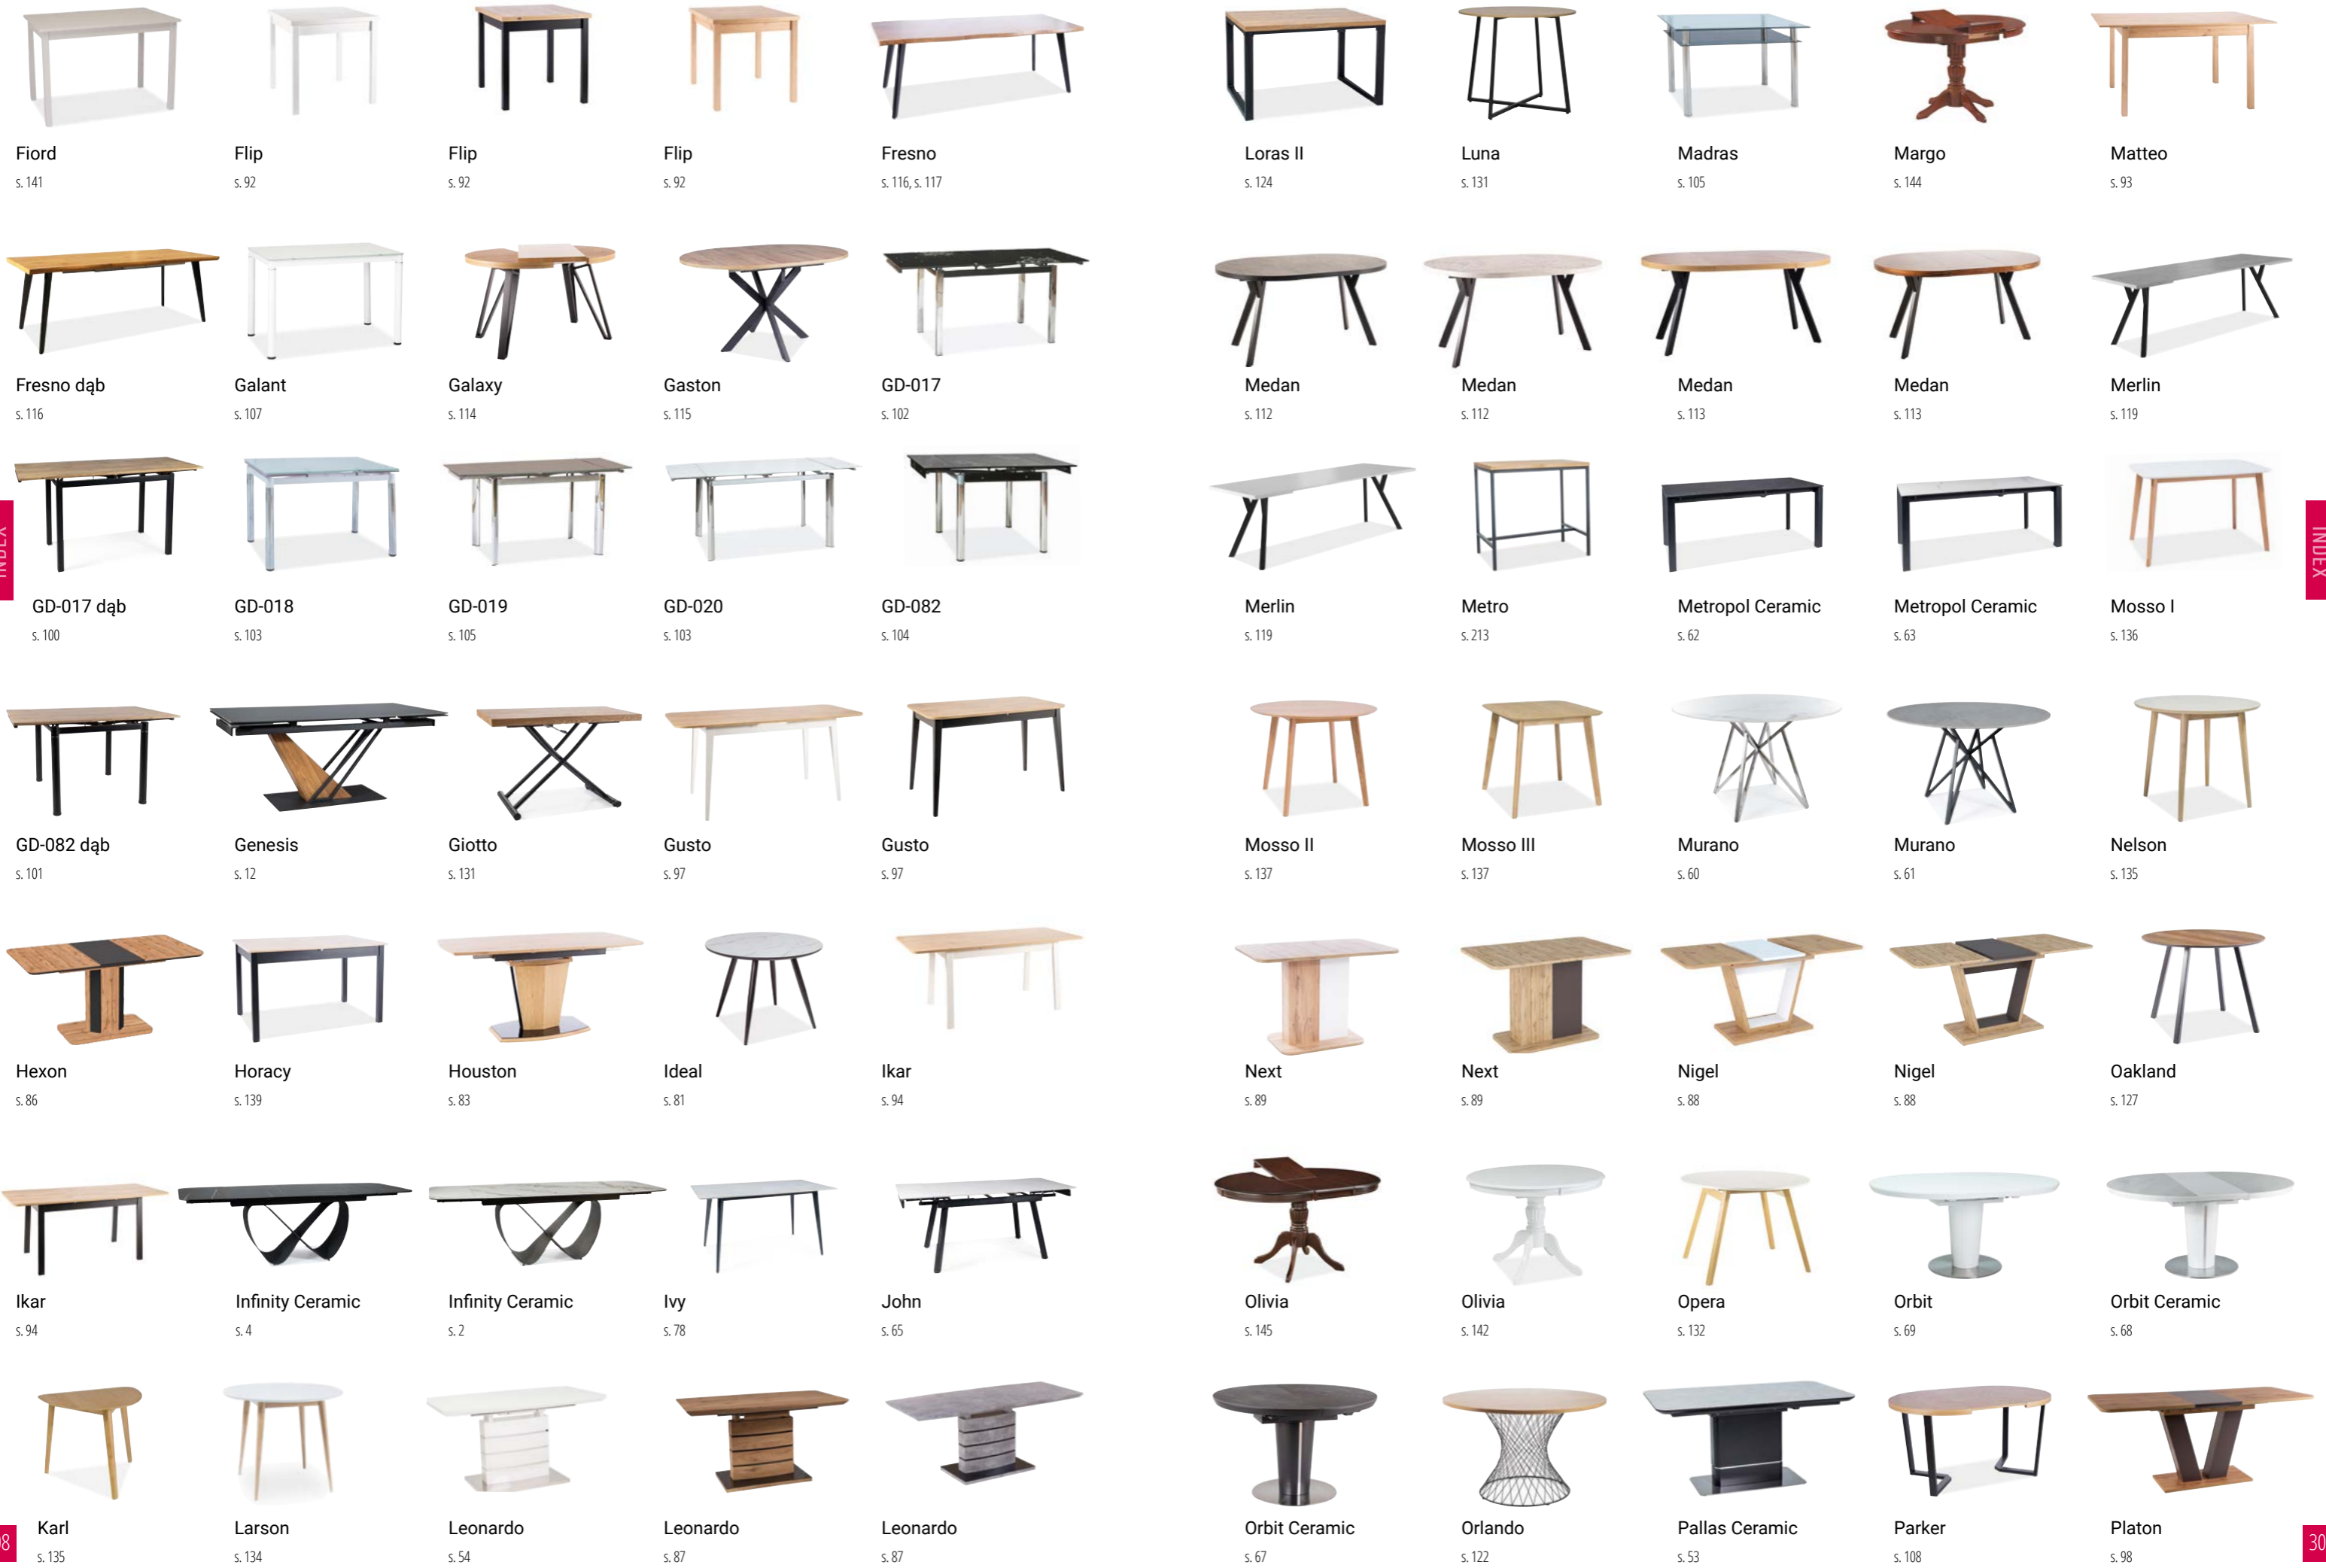 Fiord
s. 141
Flip
s. 92
Flip
s. 92
Flip
s. 92
Fresno
s. 116, s. 117
Fresno dąb
s. 116
Galant
s. 107
Galaxy
s. 114
Gaston
s. 115
GD-017
s. 102
GD-017 dąb
s. 100
GD-018
s. 103
GD-019
s. 105
GD-020
s. 103
GD-082
s. 104
GD-082 dąb
s. 101
Genesis
s. 12
Giotto
s. 131
Gusto
s. 97
Gusto
s. 97
Hexon
s. 86
Horacy
s. 139
Houston
s. 83
Ideal
s. 81
Ikar
s. 94
Ikar
s. 94
Infinity Ceramic
s. 4
Infinity Ceramic
s. 2
Ivy
s. 78
John
s. 65
Karl
s. 135
Larson
s. 134
Leonardo
s. 54
Leonardo
s. 87
Leonardo
s. 87
Loras II
s. 124
Luna
s. 131
Madras
s. 105
Margo
s. 144
Matteo
s. 93
Medan
s. 112
Medan
s. 112
Medan
s. 113
Medan
s. 113
Merlin
s. 119
Merlin
s. 119
Metro
s. 213
Metropol Ceramic
s. 62
Metropol Ceramic
s. 63
Mosso I
s. 136
INDEX
Mosso II
s. 137
Mosso III
s. 137
Murano
s. 60
Murano
s. 61
Nelson
s. 135
Next
s. 89
Next
s. 89
Nigel
s. 88
Nigel
s. 88
Oakland
s. 127
Olivia
s. 145
Olivia
s. 142
Opera
s. 132
Orbit
s. 69
Orbit Ceramic
s. 68
Orbit Ceramic
s. 67
Orlando
s. 122
Pallas Ceramic
s. 53
Parker
s. 108
Platon
s. 98